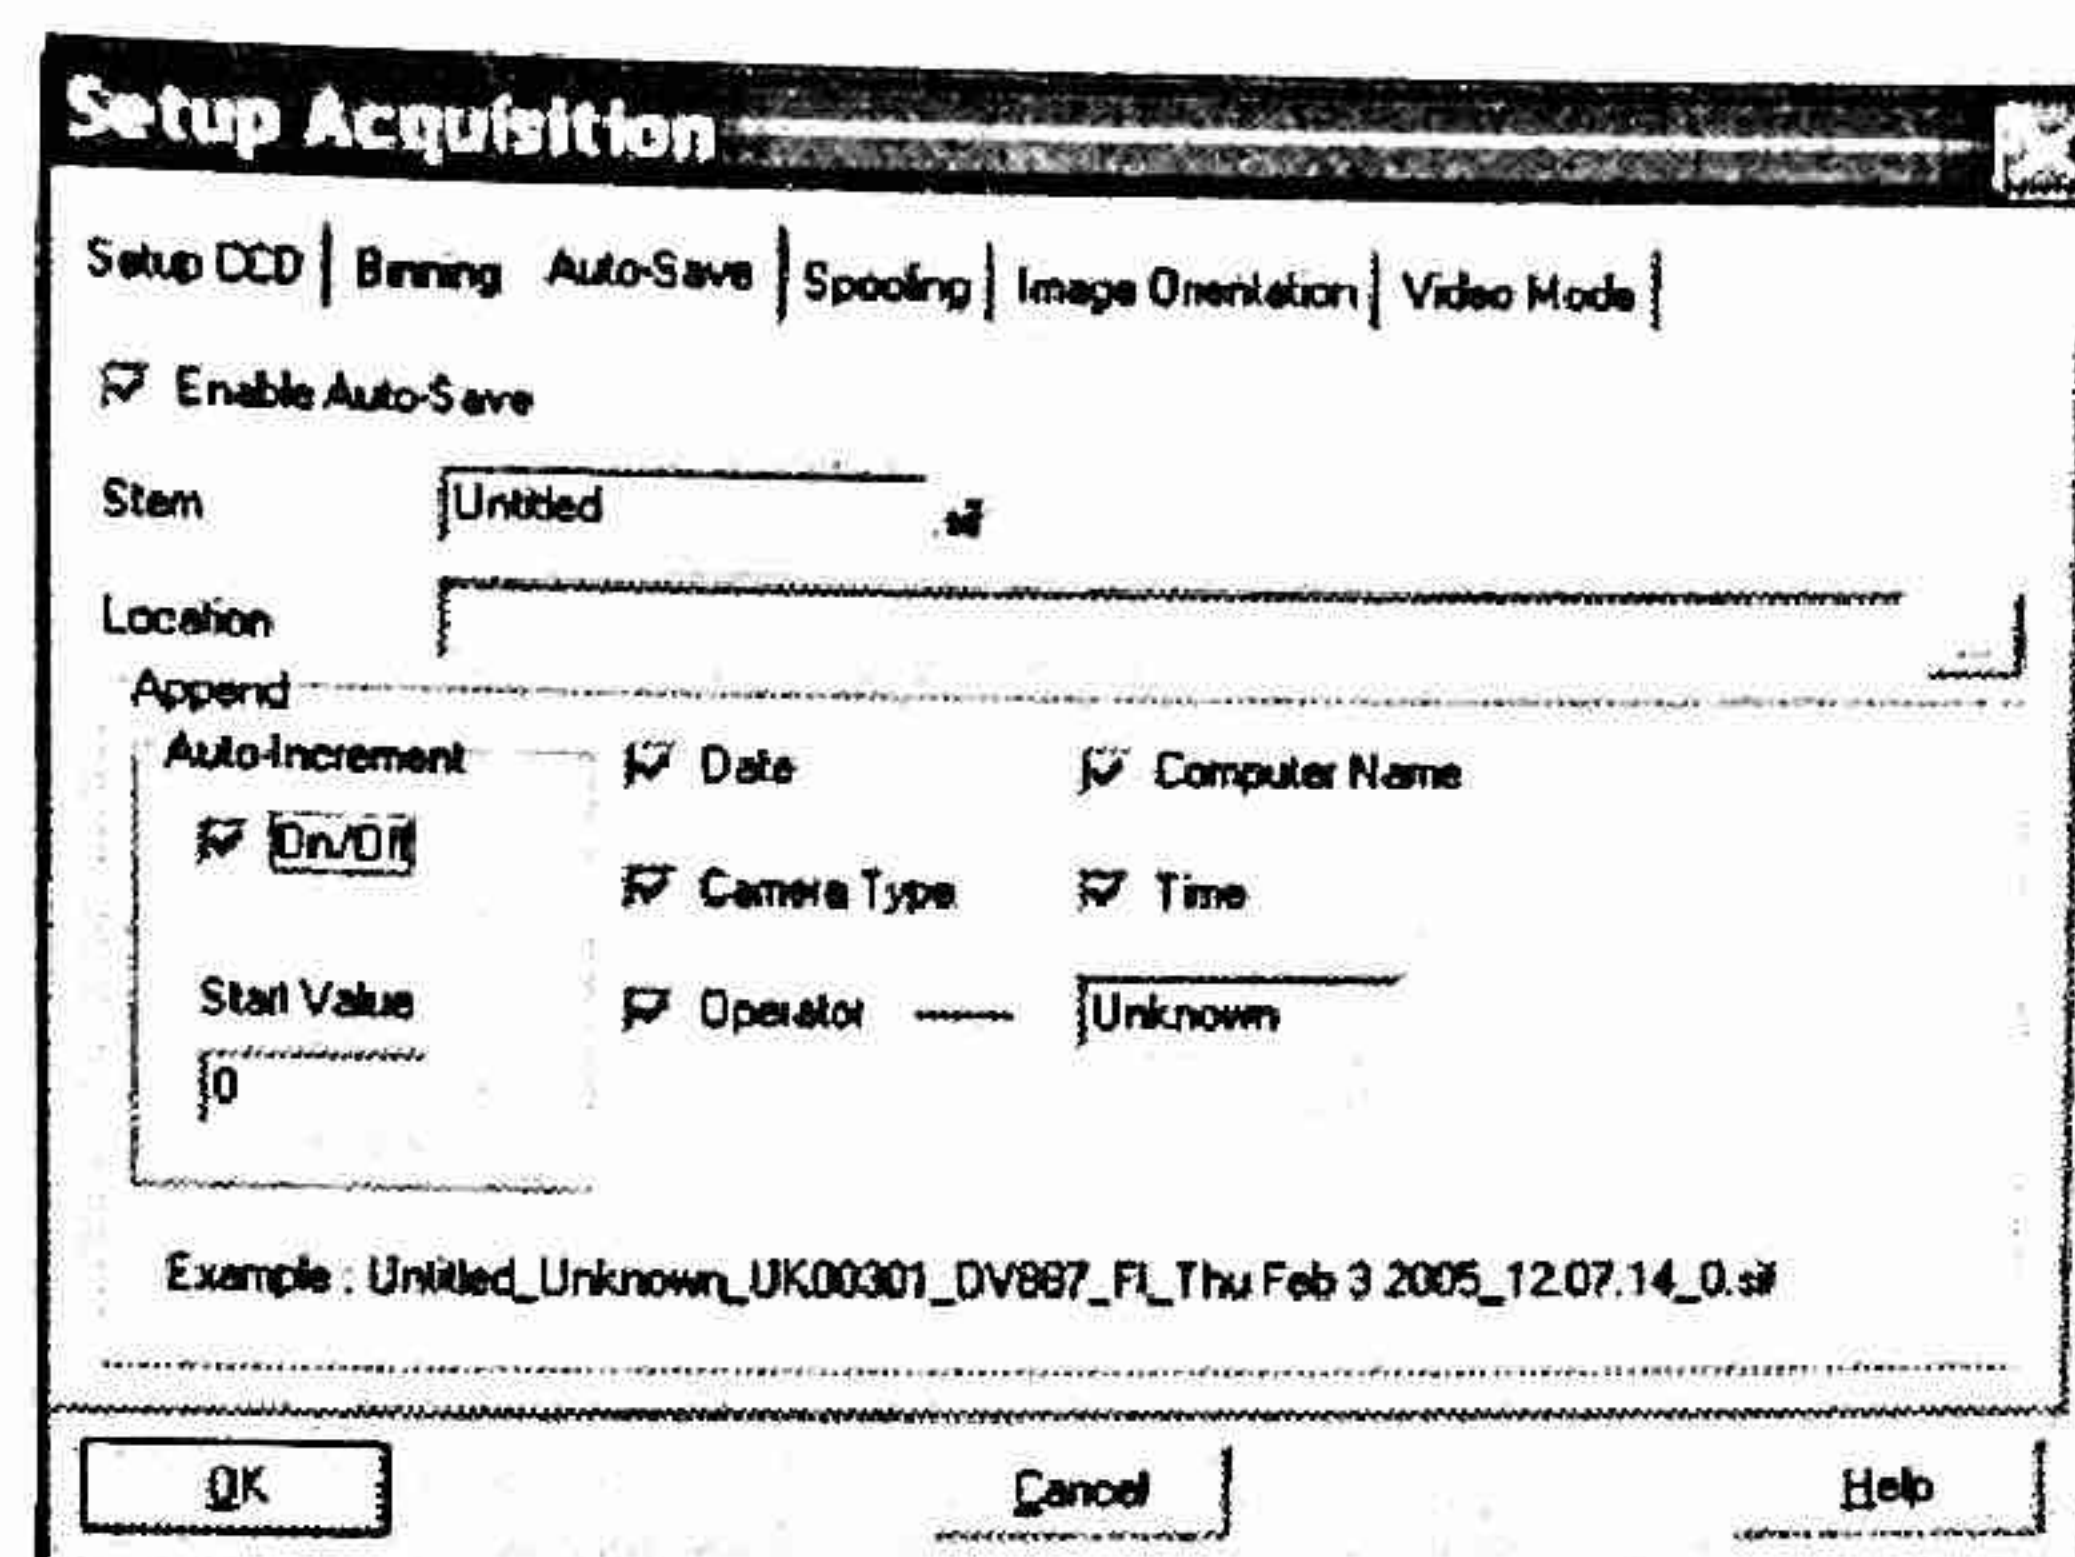 Setup Acquisition
Setup CCD Binning Auto-Save Spooling Image Orientation Video Mode
Enable Auto-Save
Stem Untitled .sif
Location ...
Append
Auto-Increment Date Computer Name
On/Off
Camera Type Time
Start Value Operator Unknown
0
Example : Untitled_Unknown_UK00301_DV887_FI_Thu Feb 3 2005_12.07.14_0.sif
OK Cancel Help